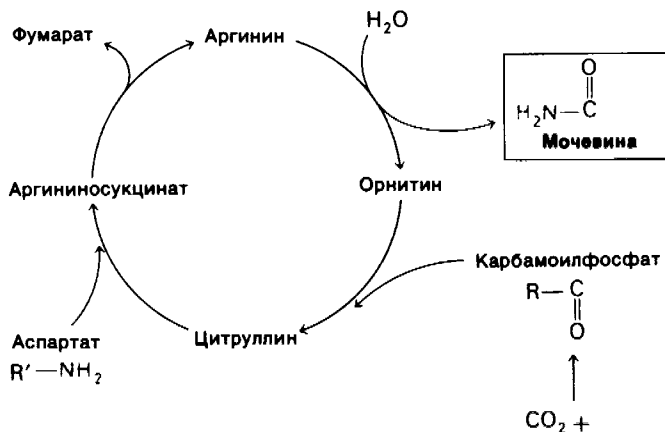 Фумарат
Аргинин
H₂O
O
H₂N—C
Мочевина
Аргининосукцинат
Орнитин
Карбамоилфосфат
R—C
O
Аспартат
R′—NH₂
Цитруллин
CO₂ +